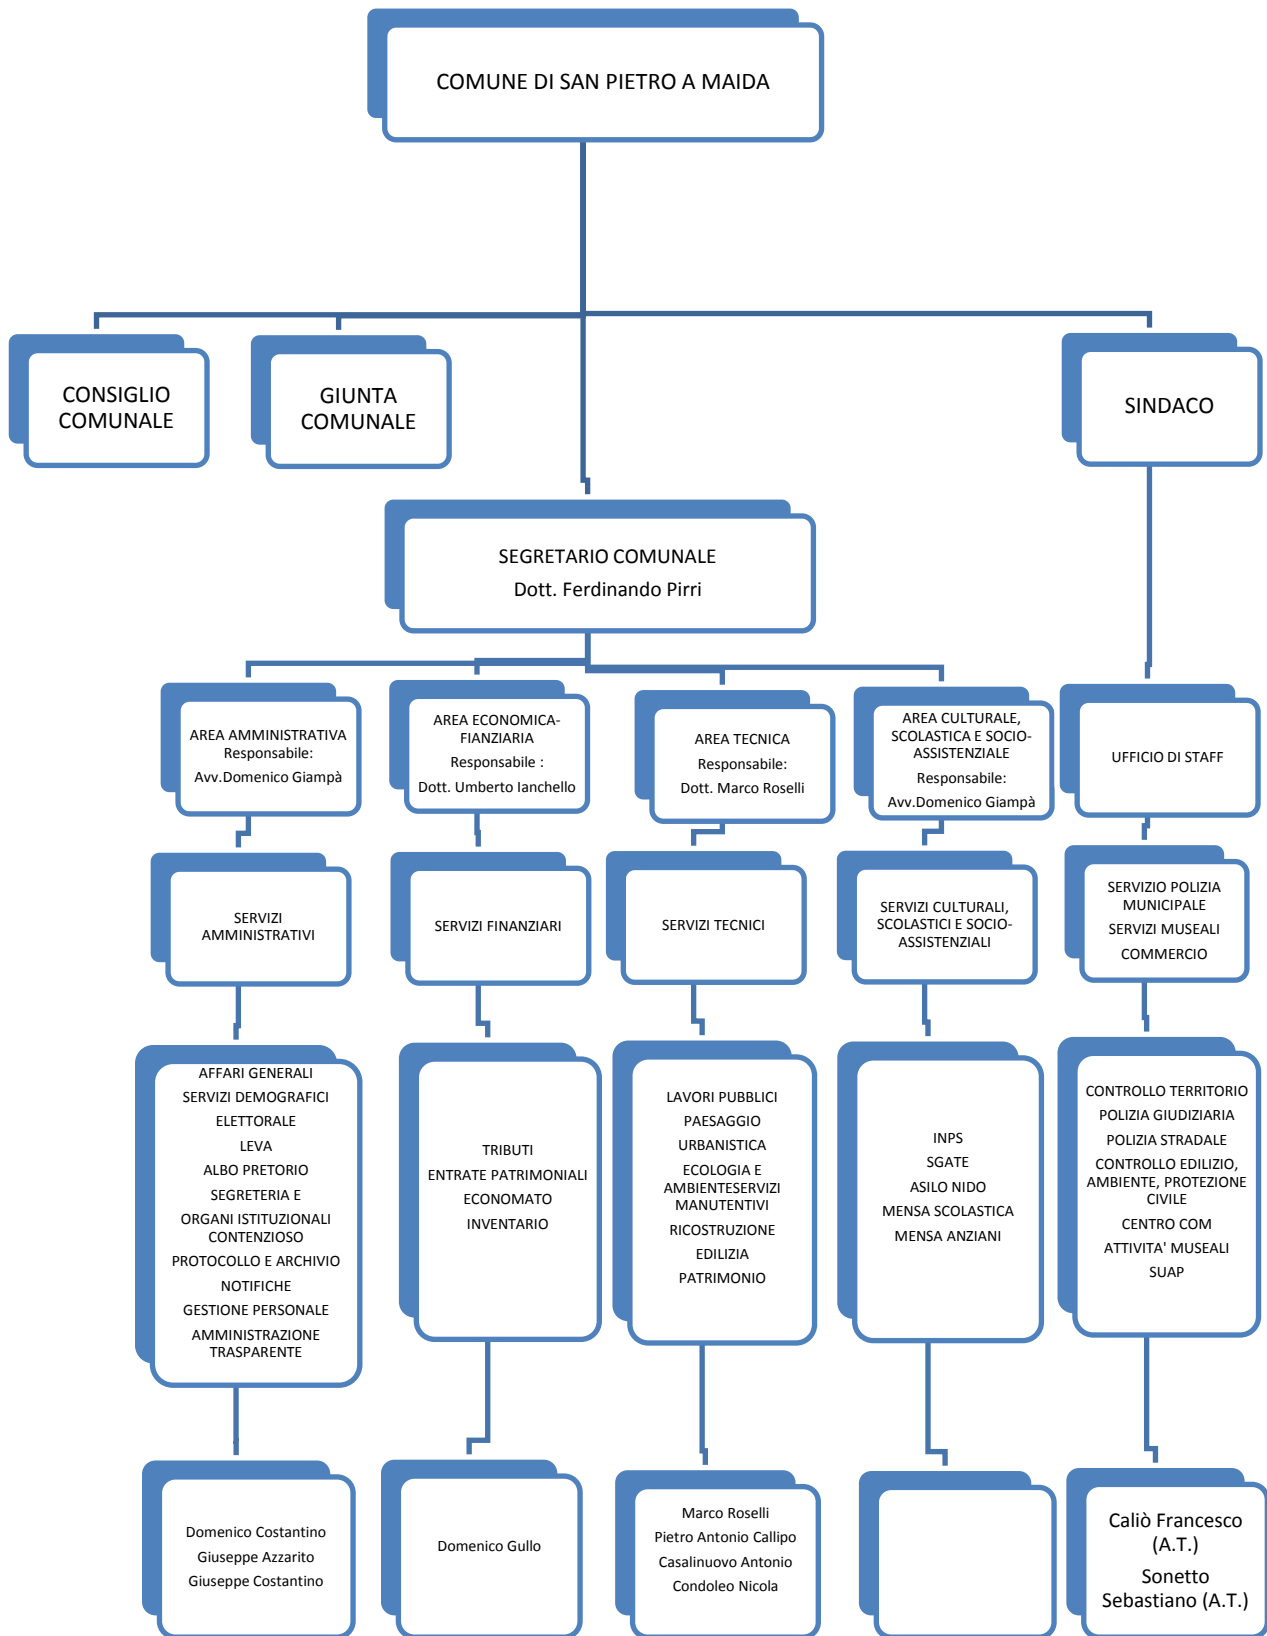 COMUNE DI SAN PIETRO A MAIDA
CONSIGLIO
COMUNALE
GIUNTA
COMUNALE
SINDACO
SEGRETARIO COMUNALE
Dott. Ferdinando Pirri
AREA AMMINISTRATIVA
Responsabile:
Avv.Domenico Giampà
AREA ECONOMICA-
FIANZIARIA
Responsabile :
Dott. Umberto Ianchello
AREA TECNICA
Responsabile:
Dott. Marco Roselli
AREA CULTURALE,
SCOLASTICA E SOCIO-
ASSISTENZIALE
Responsabile:
Avv.Domenico Giampà
UFFICIO DI STAFF
SERVIZI
AMMINISTRATIVI
SERVIZI FINANZIARI
SERVIZI TECNICI
SERVIZI CULTURALI,
SCOLASTICI E SOCIO-
ASSISTENZIALI
SERVIZIO POLIZIA
MUNICIPALE
SERVIZI MUSEALI
COMMERCIO
AFFARI GENERALI
SERVIZI DEMOGRAFICI
ELETTORALE
LEVA
ALBO PRETORIO
SEGRETERIA E
ORGANI ISTITUZIONALI
CONTENZIOSO
PROTOCOLLO E ARCHIVIO
NOTIFICHE
GESTIONE PERSONALE
AMMINISTRAZIONE
TRASPARENTE
TRIBUTI
ENTRATE PATRIMONIALI
ECONOMATO
INVENTARIO
LAVORI PUBBLICI
PAESAGGIO
URBANISTICA
ECOLOGIA E
AMBIENTESERVIZI
MANUTENTIVI
RICOSTRUZIONE
EDILIZIA
PATRIMONIO
INPS
SGATE
ASILO NIDO
MENSA SCOLASTICA
MENSA ANZIANI
CONTROLLO TERRITORIO
POLIZIA GIUDIZIARIA
POLIZIA STRADALE
CONTROLLO EDILIZIO,
AMBIENTE, PROTEZIONE
CIVILE
CENTRO COM
ATTIVITA' MUSEALI
SUAP
Domenico Costantino
Giuseppe Azzarito
Giuseppe Costantino
Domenico Gullo
Marco Roselli
Pietro Antonio Callipo
Casalinuovo Antonio
Condoleo Nicola
Caliò Francesco
(A.T.)
Sonetto
Sebastiano (A.T.)